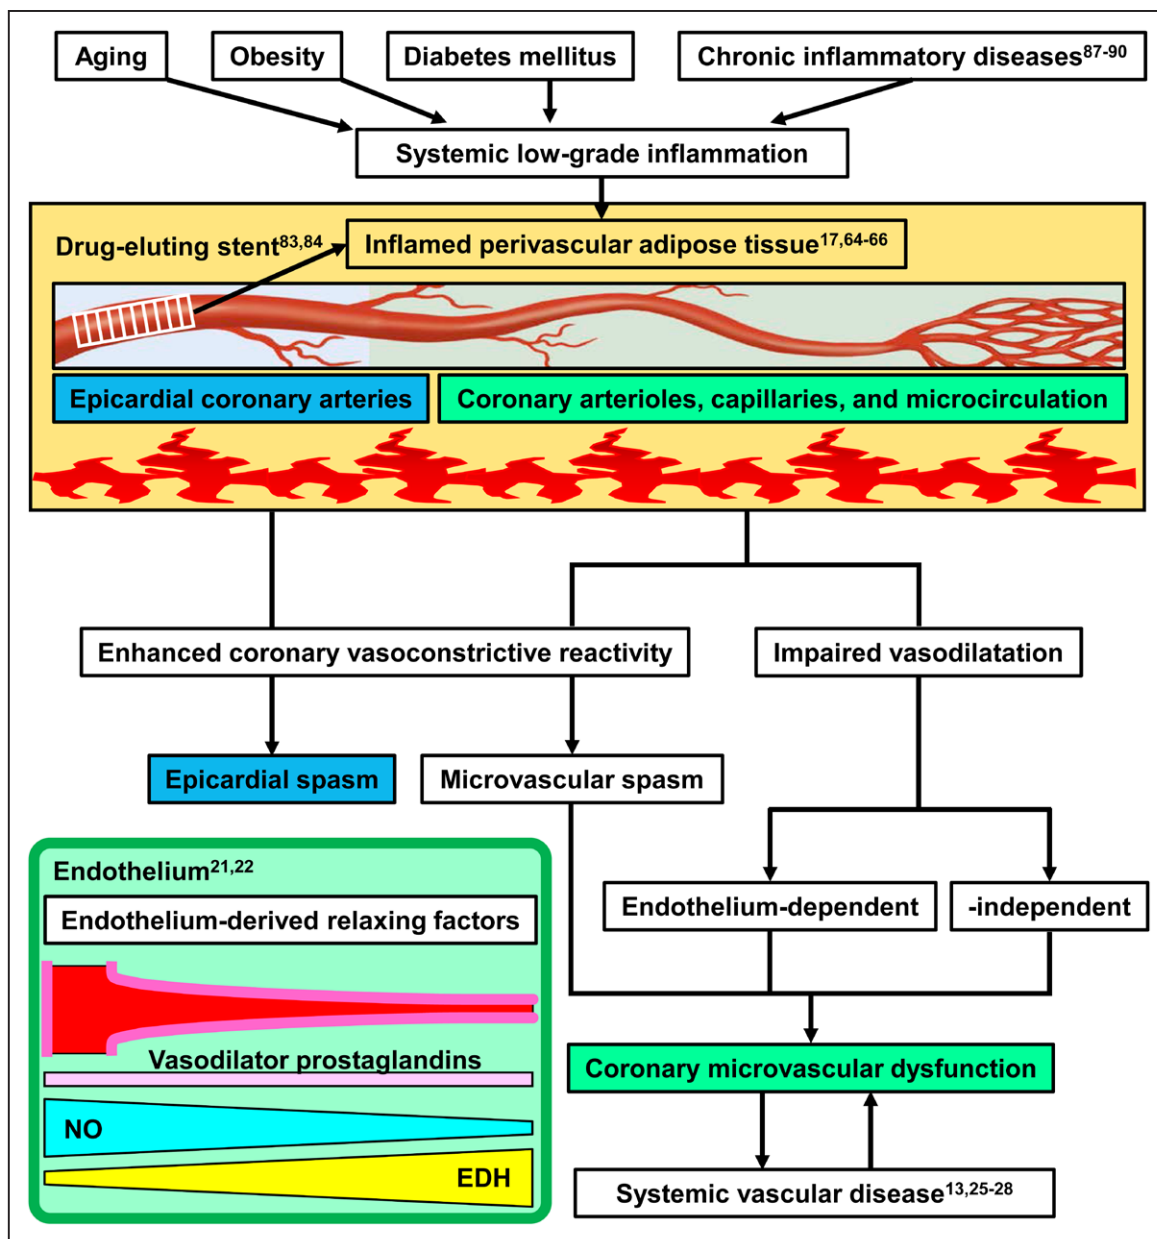 Aging
Obesity
Diabetes mellitus
Chronic inflammatory diseases87-90
Systemic low-grade inflammation
Drug-eluting stent83,84
Inflamed perivascular adipose tissue17,64-66
Epicardial coronary arteries
Coronary arterioles, capillaries, and microcirculation
Enhanced coronary vasoconstrictive reactivity
Impaired vasodilatation
Epicardial spasm
Microvascular spasm
Endothelium21,22
Endothelium-derived relaxing factors
Endothelium-dependent
-independent
Vasodilator prostaglandins
NO
EDH
Coronary microvascular dysfunction
Systemic vascular disease13,25-28